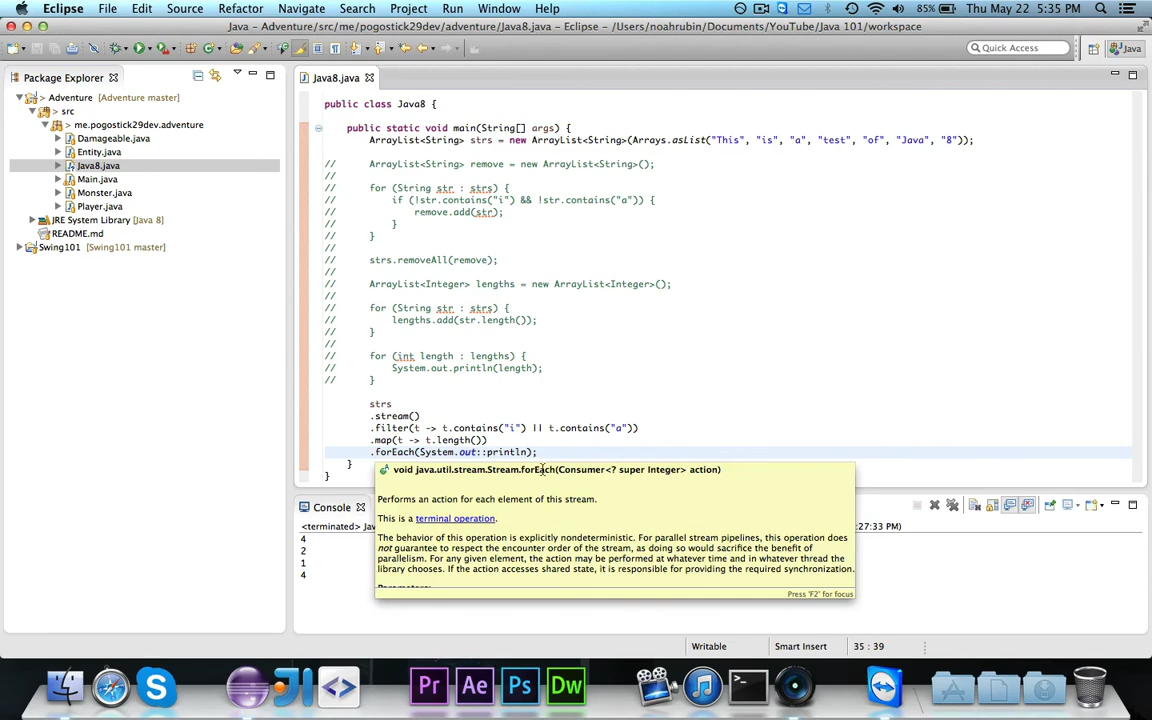 Eclipse File Edit Source Refactor Navigate Search Project Run Window Help 85% Thu May 22 5:35 PM
Java – Adventure/src/me/pogostick29dev/adventure/Java8.java – Eclipse – /Users/noahrubin/Documents/YouTube/Java 101/workspace
Quick Access Java
Package Explorer
> Adventure [Adventure master]
> src
> me.pogostick29dev.adventure
Damageable.java
Entity.java
Java8.java
Main.java
Monster.java
Player.java
JRE System Library [Java 8]
README.md
Swing101 [Swing101 master]
Java8.java
public class Java8 {
public static void main(String[] args) {
ArrayList<String> strs = new ArrayList<String>(Arrays.asList("This", "is", "a", "test", "of", "Java", "8"));
// ArrayList<String> remove = new ArrayList<String>();
//
// for (String str : strs) {
// if (!str.contains("i") && !str.contains("a")) {
// remove.add(str);
// }
// }
//
// strs.removeAll(remove);
//
// ArrayList<Integer> lengths = new ArrayList<Integer>();
//
// for (String str : strs) {
// lengths.add(str.length());
// }
//
// for (int length : lengths) {
// System.out.println(length);
// }
strs
.stream()
.filter(t -> t.contains("i") || t.contains("a"))
.map(t -> t.length())
.forEach(System.out::println);
}
}
void java.util.stream.Stream.forEach(Consumer<? super Integer> action)
Performs an action for each element of this stream.
This is a terminal operation.
The behavior of this operation is explicitly nondeterministic. For parallel stream pipelines, this operation does
not guarantee to respect the encounter order of the stream, as doing so would sacrifice the benefit of
parallelism. For any given element, the action may be performed at whatever time and in whatever thread the
library chooses. If the action accesses shared state, it is responsible for providing the required synchronization.
Press 'F2' for focus
Console
<terminated> Jav :27:33 PM)
4
2
1
4
Writable Smart Insert 35 : 39
Pr Ae Ps Dw